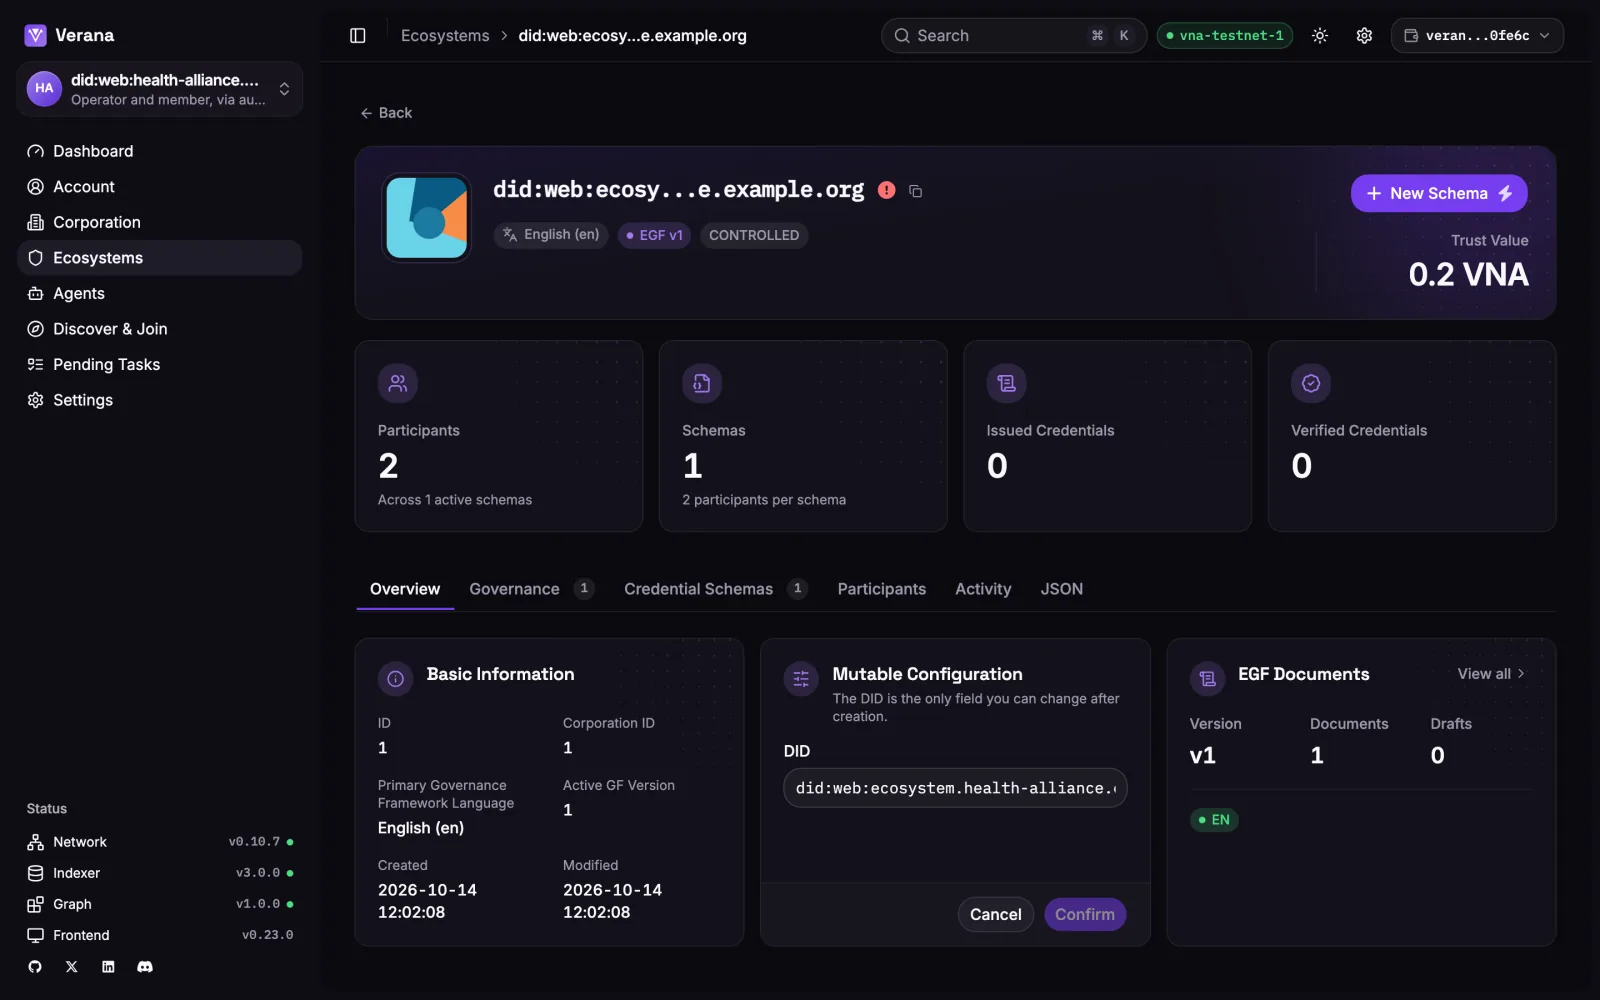 Verana
HA
did:web:health-alliance....
Operator and member, via au...
Dashboard
Account
Corporation
Ecosystems
Agents
Discover & Join
Pending Tasks
Settings
Status
Network v0.10.7
Indexer v3.0.0
Graph v1.0.0
Frontend v0.23.0
Ecosystems > did:web:ecosy...e.example.org
Search ⌘ K
vna-testnet-1
veran...0fe6c
← Back
did:web:ecosy...e.example.org
English (en)
EGF v1
CONTROLLED
+ New Schema
Trust Value
0.2 VNA
Participants
2
Across 1 active schemas
Schemas
1
2 participants per schema
Issued Credentials
0
Verified Credentials
0
Overview Governance 1 Credential Schemas 1 Participants Activity JSON
Basic Information
ID
1
Corporation ID
1
Primary Governance
Framework Language
English (en)
Active GF Version
1
Created
2026-10-14
12:02:08
Modified
2026-10-14
12:02:08
Mutable Configuration
The DID is the only field you can change after
creation.
DID
did:web:ecosystem.health-alliance.
Cancel Confirm
EGF Documents
View all >
Version
v1
Documents
1
Drafts
0
EN